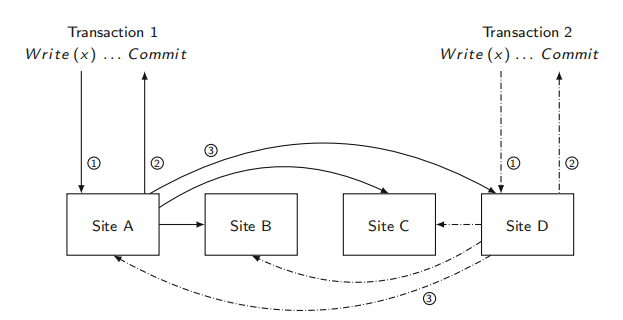 Transaction 1
Write (x) ... Commit
Transaction 2
Write (x) ... Commit
③
① ②
① ②
Site A
Site B
Site C
Site D
③